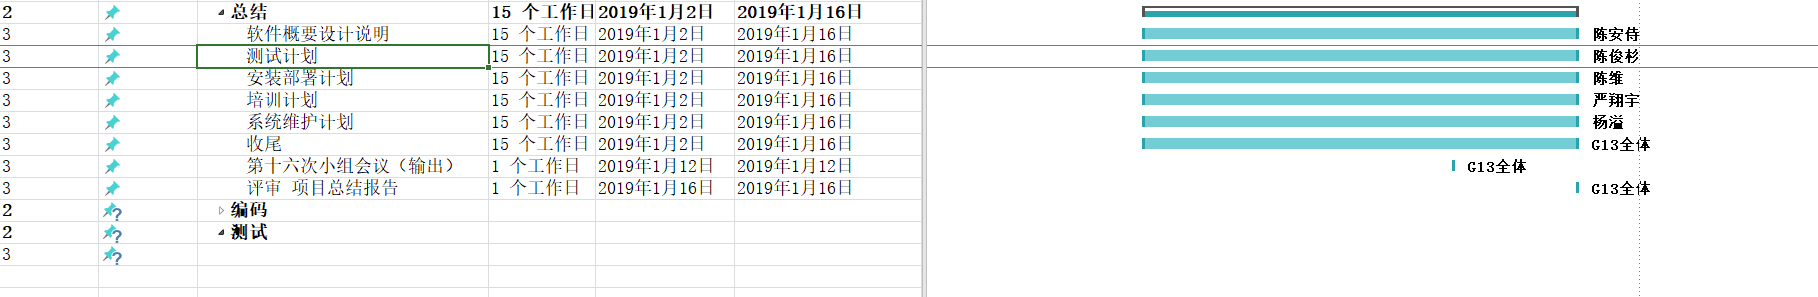 2 总结 15 个工作日 2019年1月2日 2019年1月16日
3 软件概要设计说明 15 个工作日 2019年1月2日 2019年1月16日 陈安侍
3 测试计划 15 个工作日 2019年1月2日 2019年1月16日 陈俊杉
3 安装部署计划 15 个工作日 2019年1月2日 2019年1月16日 陈维
3 培训计划 15 个工作日 2019年1月2日 2019年1月16日 严翔宇
3 系统维护计划 15 个工作日 2019年1月2日 2019年1月16日 杨溢
3 收尾 15 个工作日 2019年1月2日 2019年1月16日 G13全体
3 第十六次小组会议（输出） 1 个工作日 2019年1月12日 2019年1月12日 G13全体
3 评审 项目总结报告 1 个工作日 2019年1月16日 2019年1月16日 G13全体
2 ? 编码
2 ? 测试
3 ?